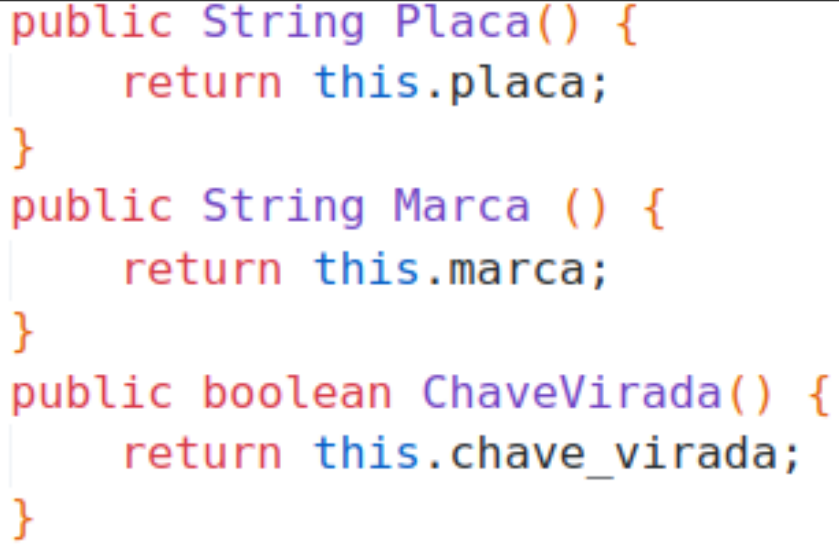 public String Placa() {
    return this.placa;
}
public String Marca () {
    return this.marca;
}
public boolean ChaveVirada() {
    return this.chave_virada;
}